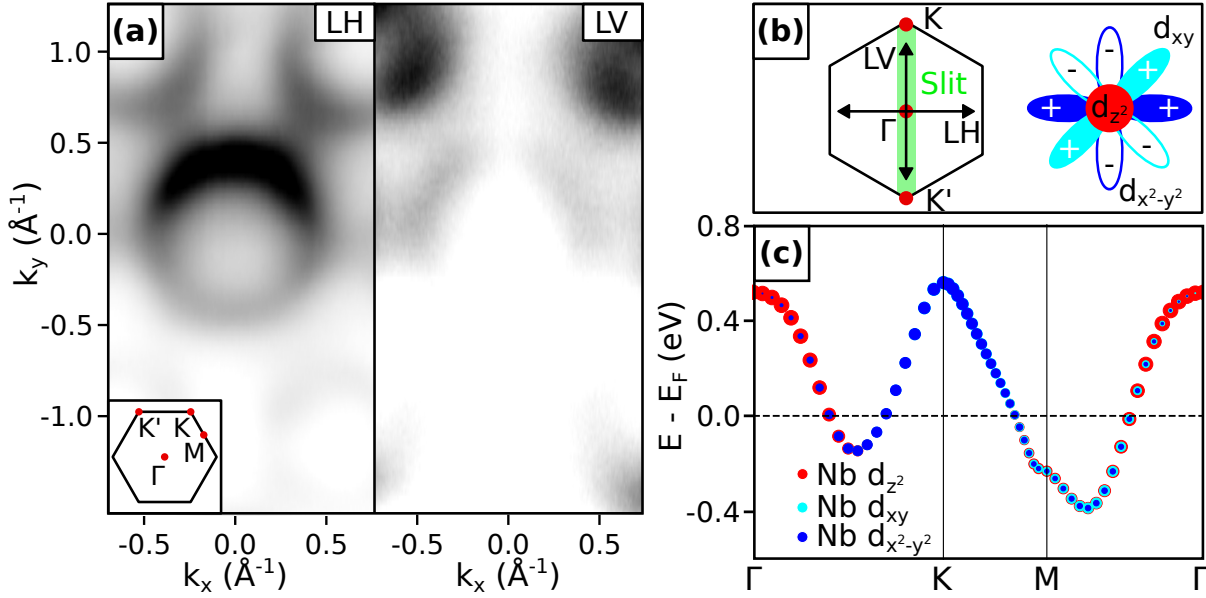 (a)
LH
LV
1.0
0.5
0.0
-0.5
-1.0
k_y (Å⁻¹)
K'
K
M
Γ
-0.5
0.0
0.5
-0.5
0.0
0.5
k_x (Å⁻¹)
k_x (Å⁻¹)
(b)
K
LV
Slit
Γ
LH
K'
d_xy
-
-
+
+
d_z²
+
+
-
-
d_x²-y²
(c)
0.8
0.4
0.0
-0.4
E - E_F (eV)
Nb d_z²
Nb d_xy
Nb d_x²-y²
Γ
K
M
Γ